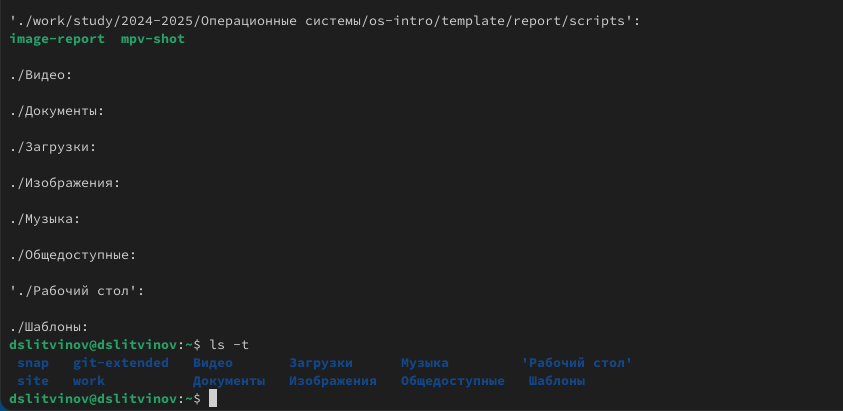 './work/study/2024-2025/Операционные системы/os-intro/template/report/scripts':
image-report  mpv-shot
./Видео:
./Документы:
./Загрузки:
./Изображения:
./Музыка:
./Общедоступные:
'./Рабочий стол':
./Шаблоны:
dslitvinov@dslitvinov:~$ ls -t
snap   git-extended   Видео       Загрузки      Музыка         'Рабочий стол'
site   work           Документы   Изображения   Общедоступные   Шаблоны
dslitvinov@dslitvinov:~$